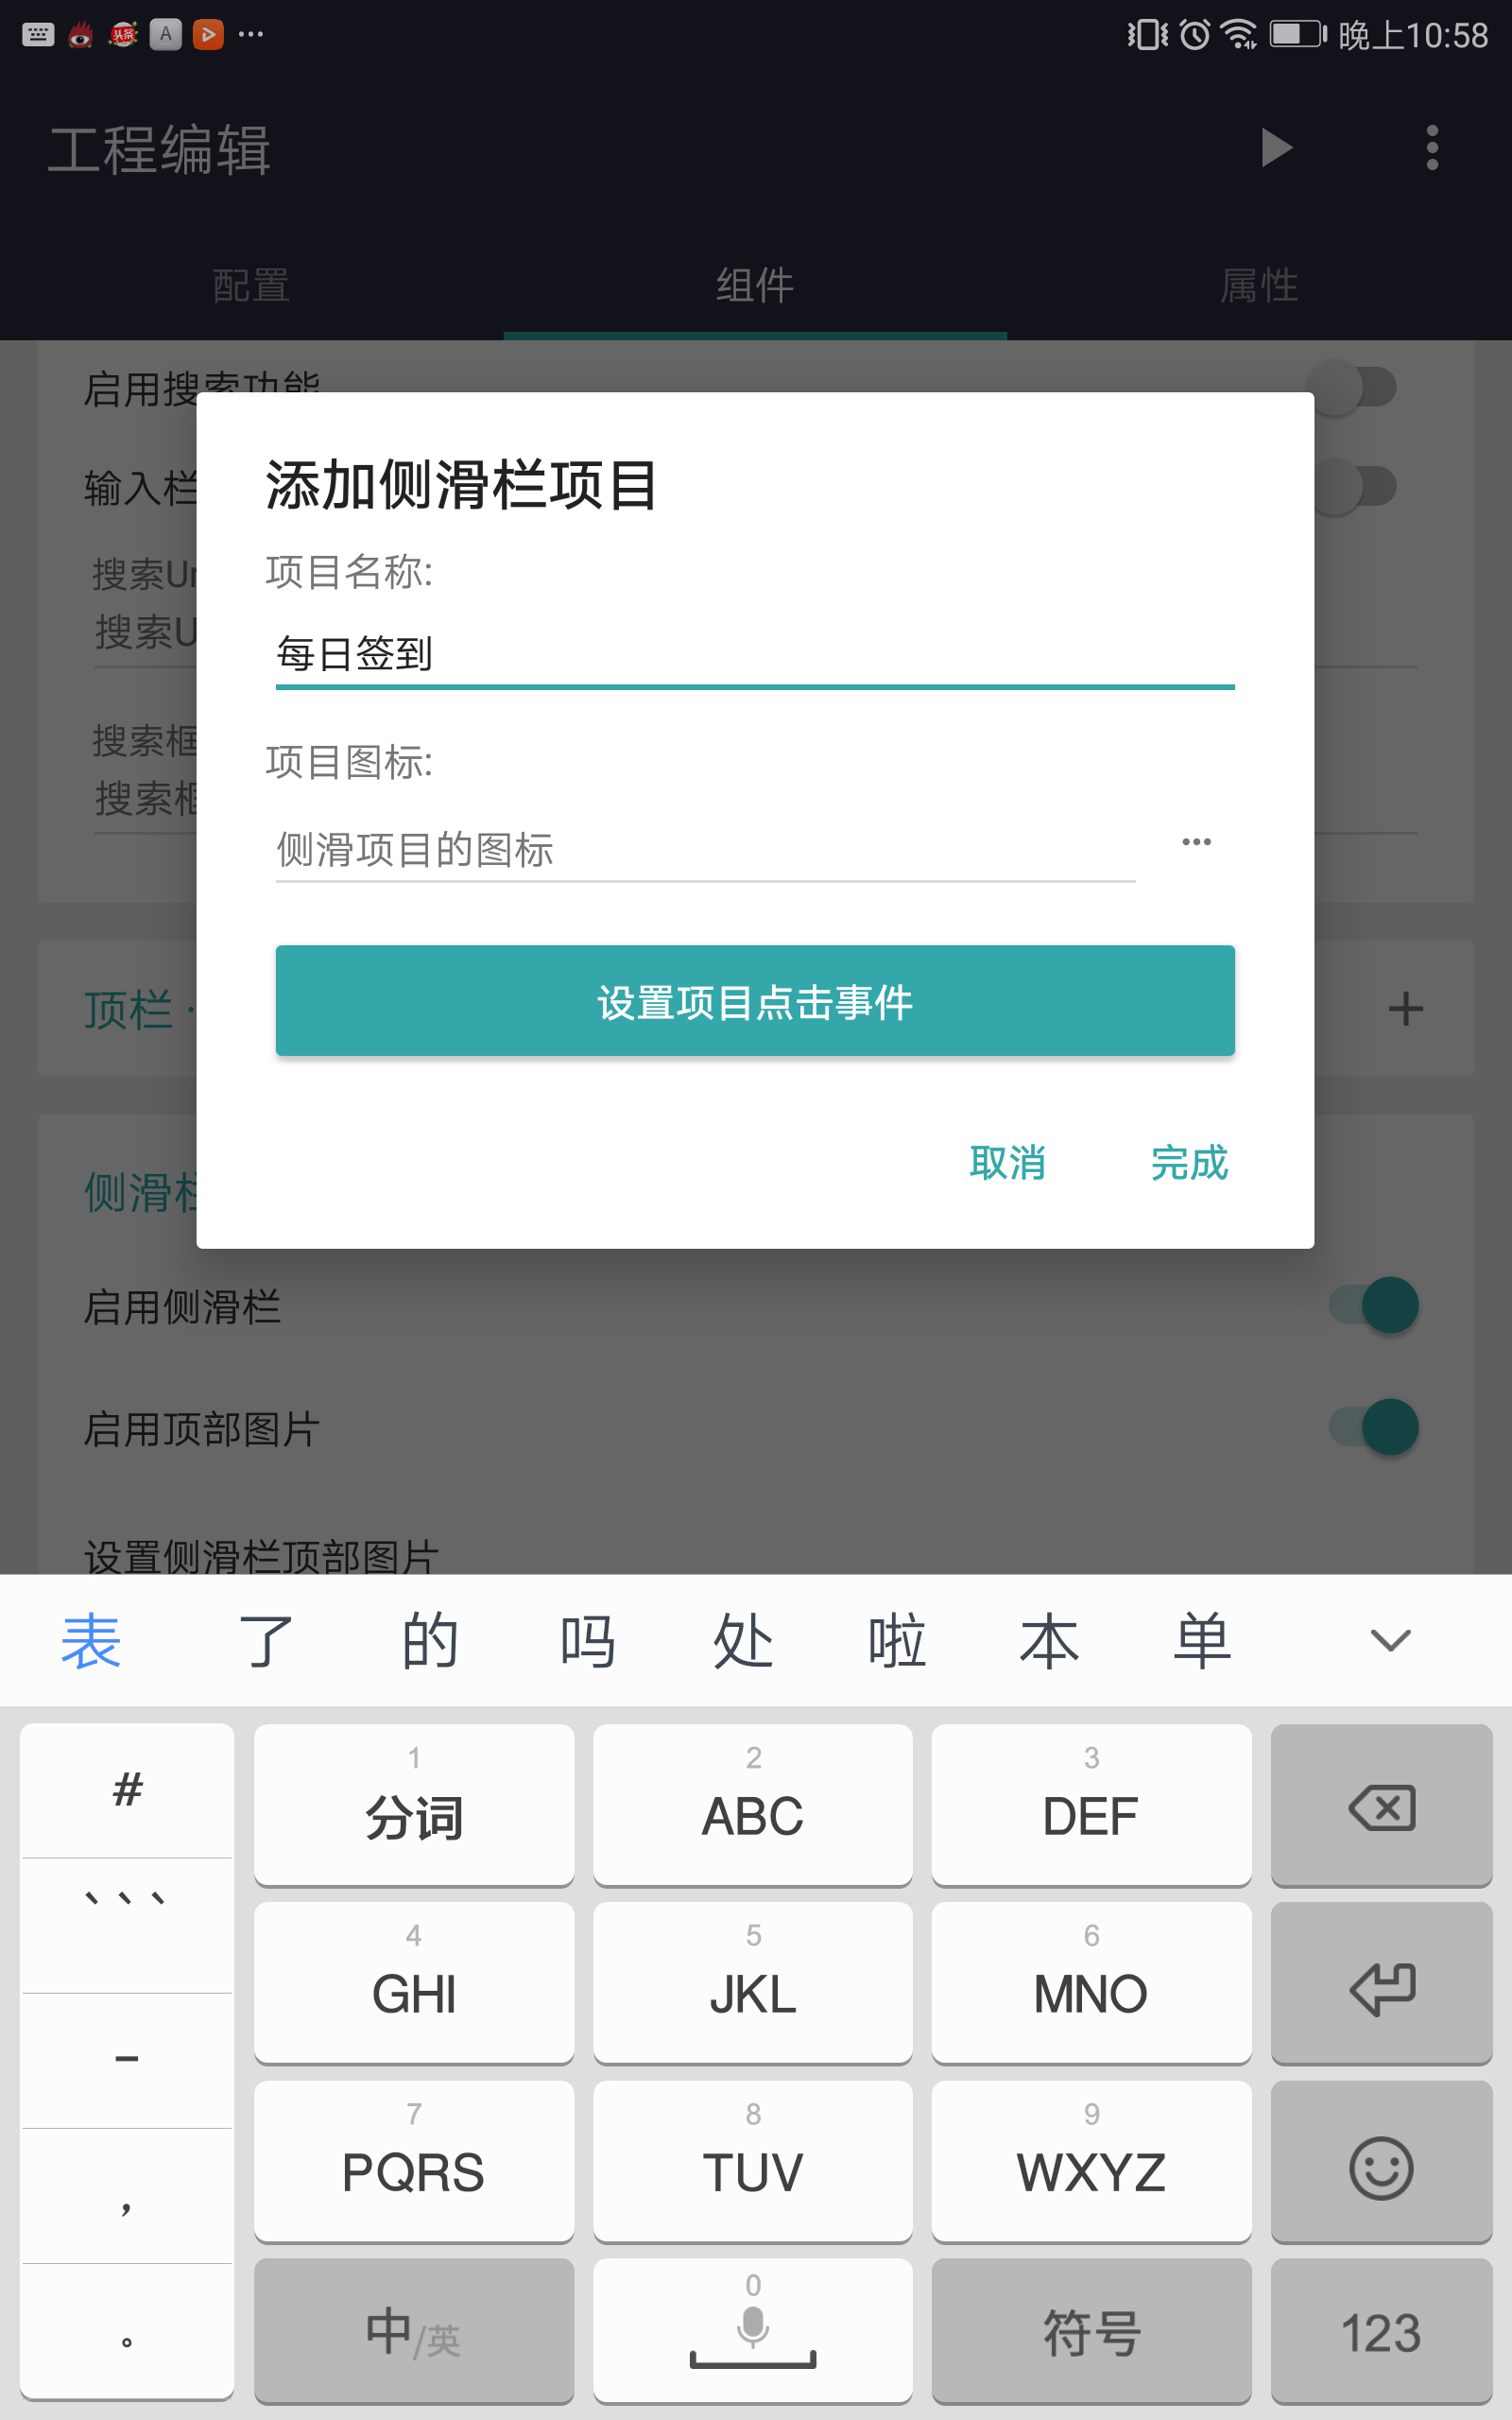 头条
A
晚上10:58
工程编辑
配置 组件 属性
启用搜索功能
添加侧滑栏项目
输入栏
项目名称:
搜索Ur
搜索U
每日签到
搜索框
项目图标:
搜索框
侧滑项目的图标
设置项目点击事件
顶栏 ·
取消 完成
侧滑栏
启用侧滑栏
启用顶部图片
设置侧滑栏顶部图片
表 了 的 吗 处 啦 本 单
# 1 分词 2 ABC 3 DEF
、、、 4 GHI 5 JKL 6 MNO
– 7 PQRS 8 TUV 9 WXYZ
，
。 中/英 0 符号 123